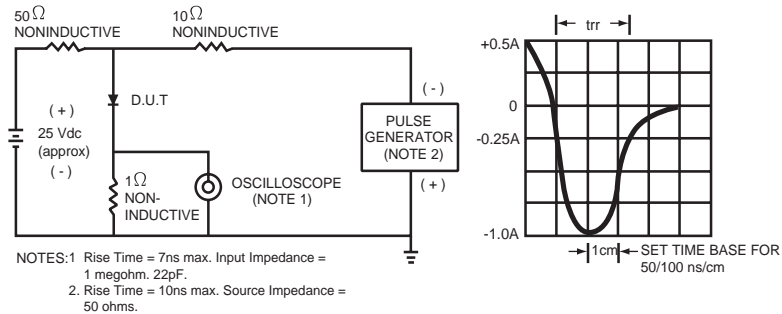 50Ω
NONINDUCTIVE
10Ω
NONINDUCTIVE
( + )
25 Vdc
(approx)
( - )
D.U.T
1Ω
NON-
INDUCTIVE
OSCILLOSCOPE
(NOTE 1)
( - )
PULSE
GENERATOR
(NOTE 2)
( + )
trr
+0.5A
0
-0.25A
-1.0A
1cm
SET TIME BASE FOR
50/100 ns/cm
NOTES:1 Rise Time = 7ns max. Input Impedance =
1 megohm. 22pF.
2. Rise Time = 10ns max. Source Impedance =
50 ohms.